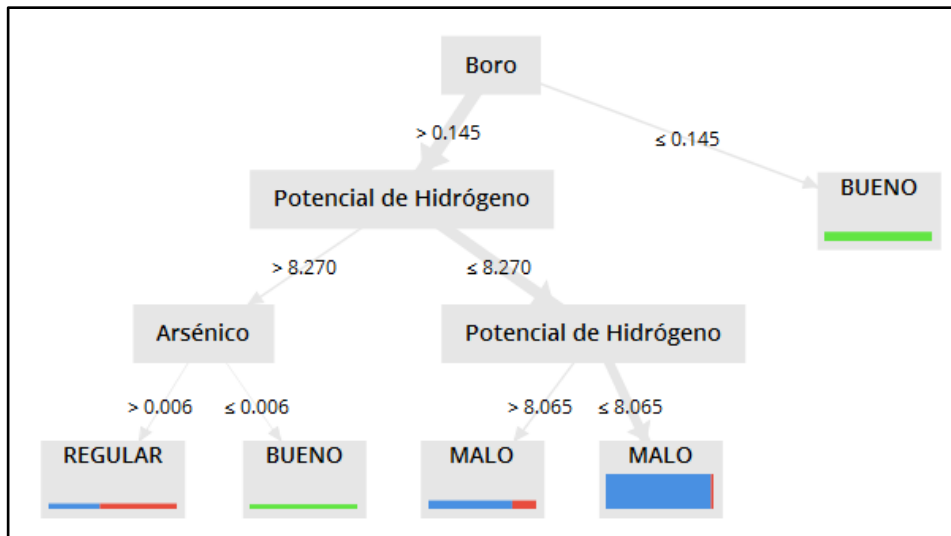 Boro
> 0.145
≤ 0.145
Potencial de Hidrógeno
BUENO
> 8.270
≤ 8.270
Arsénico
Potencial de Hidrógeno
> 0.006
≤ 0.006
> 8.065
≤ 8.065
REGULAR
BUENO
MALO
MALO